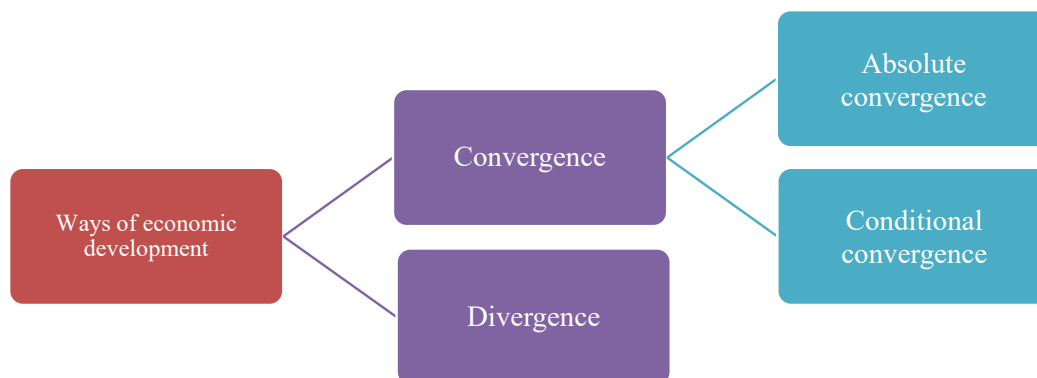 Ways of economic
development
Convergence
Divergence
Absolute
convergence
Conditional
convergence